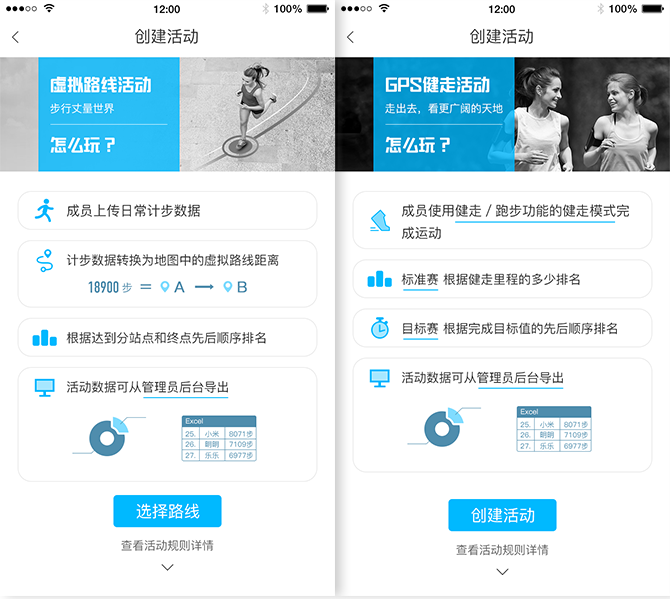 12:00
100%
创建活动
虚拟路线活动
步行丈量世界
怎么玩？
成员上传日常计步数据
计步数据转换为地图中的虚拟路线距离
18900 步 = A → B
根据达到分站点和终点先后顺序排名
活动数据可从管理员后台导出
Excel
25. 小米 8071步
26. 明明 7109步
27. 乐乐 6977步
选择路线
查看活动规则详情
12:00
100%
创建活动
GPS健走活动
走出去，看更广阔的天地
怎么玩？
成员使用健走 / 跑步功能的健走模式完
成运动
标准赛 根据健走里程的多少排名
目标赛 根据完成目标值的先后顺序排名
活动数据可从管理员后台导出
Excel
25. 小米 8071步
26. 明明 7109步
27. 乐乐 6977步
创建活动
查看活动规则详情